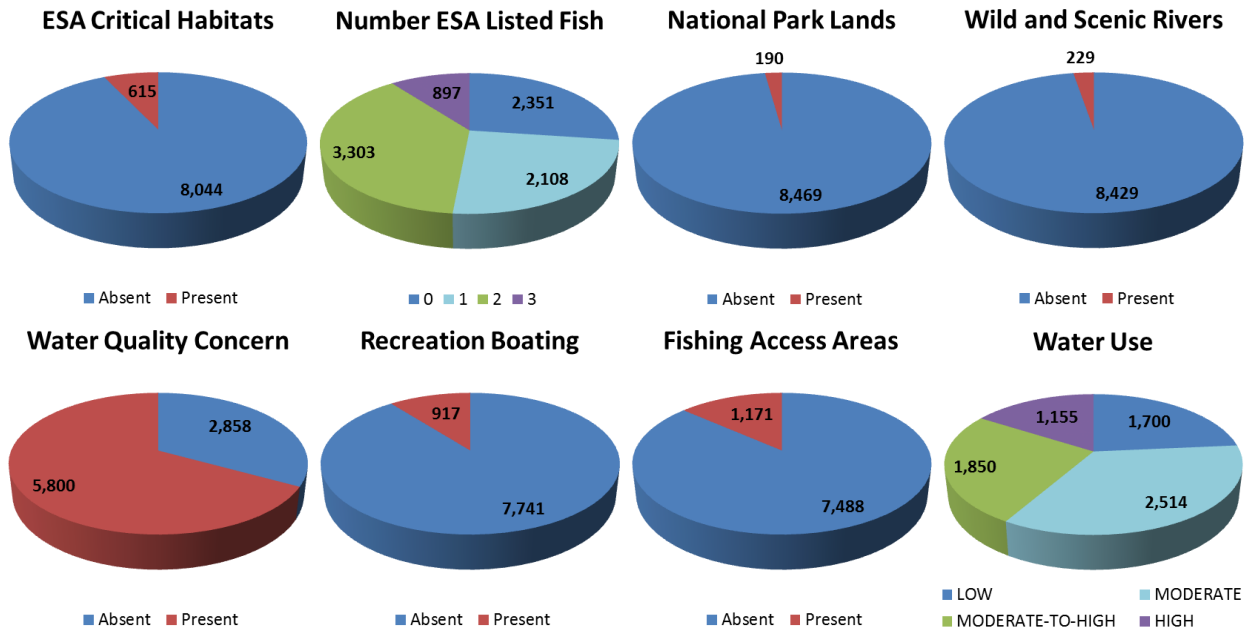 ESA Critical Habitats
615
8,044
Absent Present
Number ESA Listed Fish
897
2,351
3,303
2,108
0 1 2 3
National Park Lands
190
8,469
Absent Present
Wild and Scenic Rivers
229
8,429
Absent Present
Water Quality Concern
2,858
5,800
Absent Present
Recreation Boating
917
7,741
Absent Present
Fishing Access Areas
1,171
7,488
Absent Present
Water Use
1,155
1,700
1,850
2,514
LOW MODERATE
MODERATE-TO-HIGH HIGH